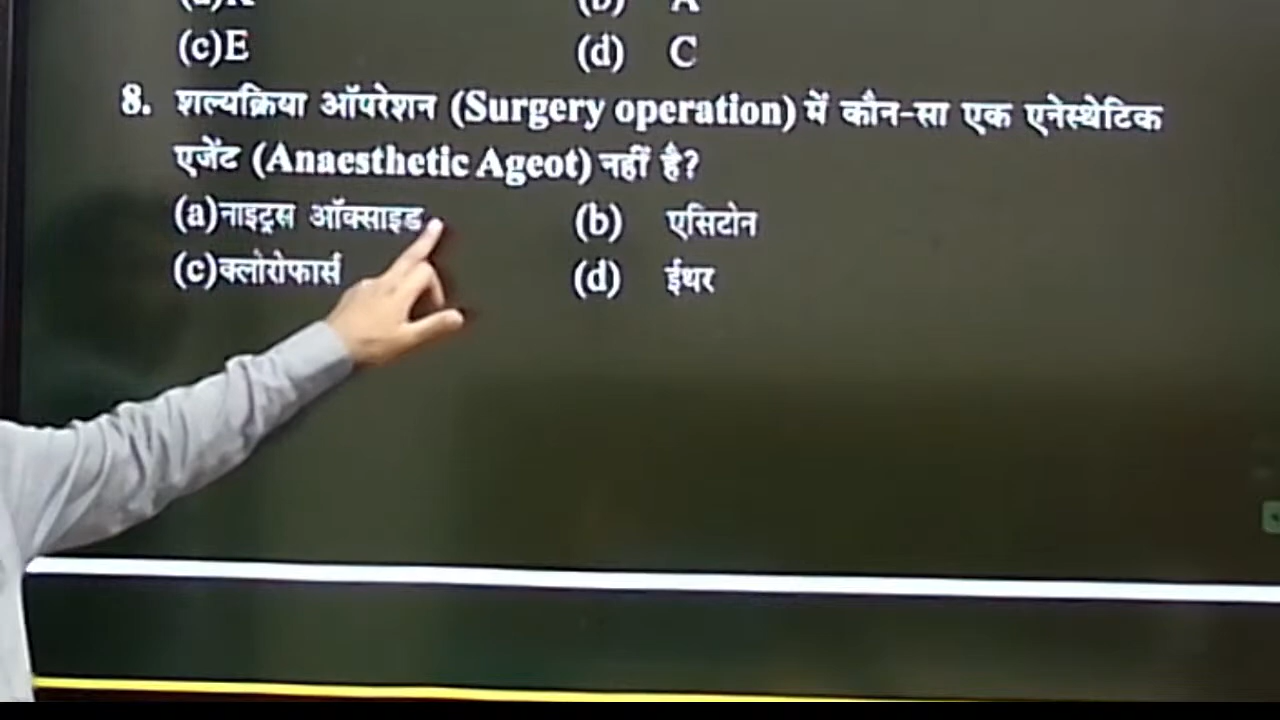 (b) A
(c)E (d) C
8. शल्यक्रिया ऑपरेशन (Surgery operation) में कौन-सा एक एनेस्थेटिक
एजेंट (Anaesthetic Ageot) नहीं है?
(a)नाइट्रस ऑक्साइड (b) एसिटोन
(c)क्लोरोफार्स (d) ईथर